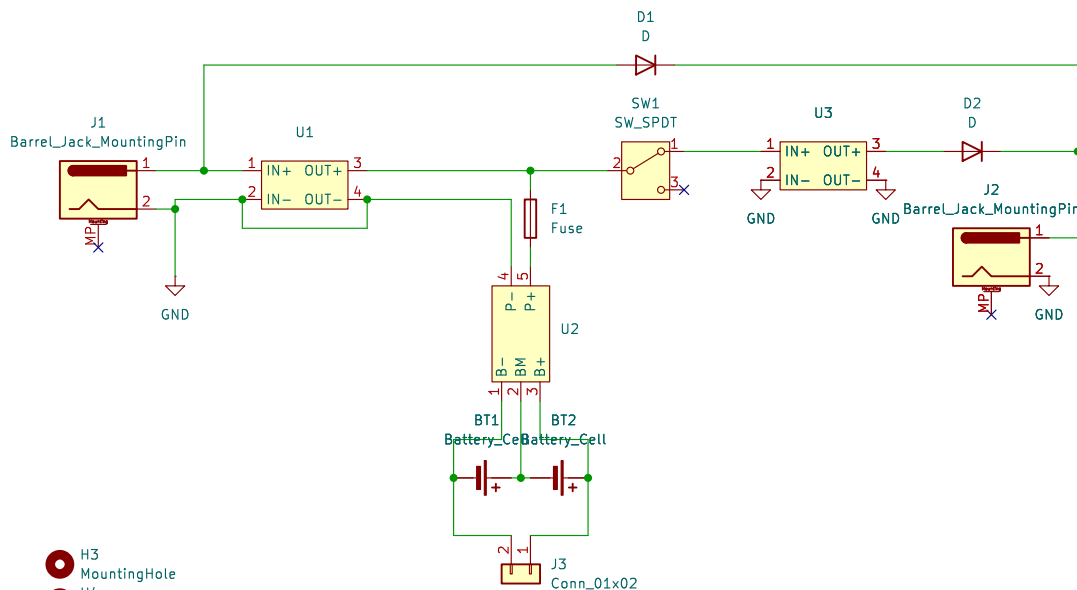 D1
D
SW1
SW_SPDT
D2
D
J1
Barrel_Jack_MountingPin
U1
U3
1
2
MP
Mounting
1 IN+ OUT+ 3
2 IN- OUT- 4
2
1
3
1 IN+ OUT+ 3
2 IN- OUT- 4
GND
GND
J2
Barrel_Jack_MountingPin
1
2
MP
Mounting
GND
GND
F1
Fuse
4 5
P- P+
U2
B- BM B+
1 2 3
BT1 BT2
Battery_Cell Battery_Cell
+ +
2 1
J3
Conn_01x02
H3
MountingHole